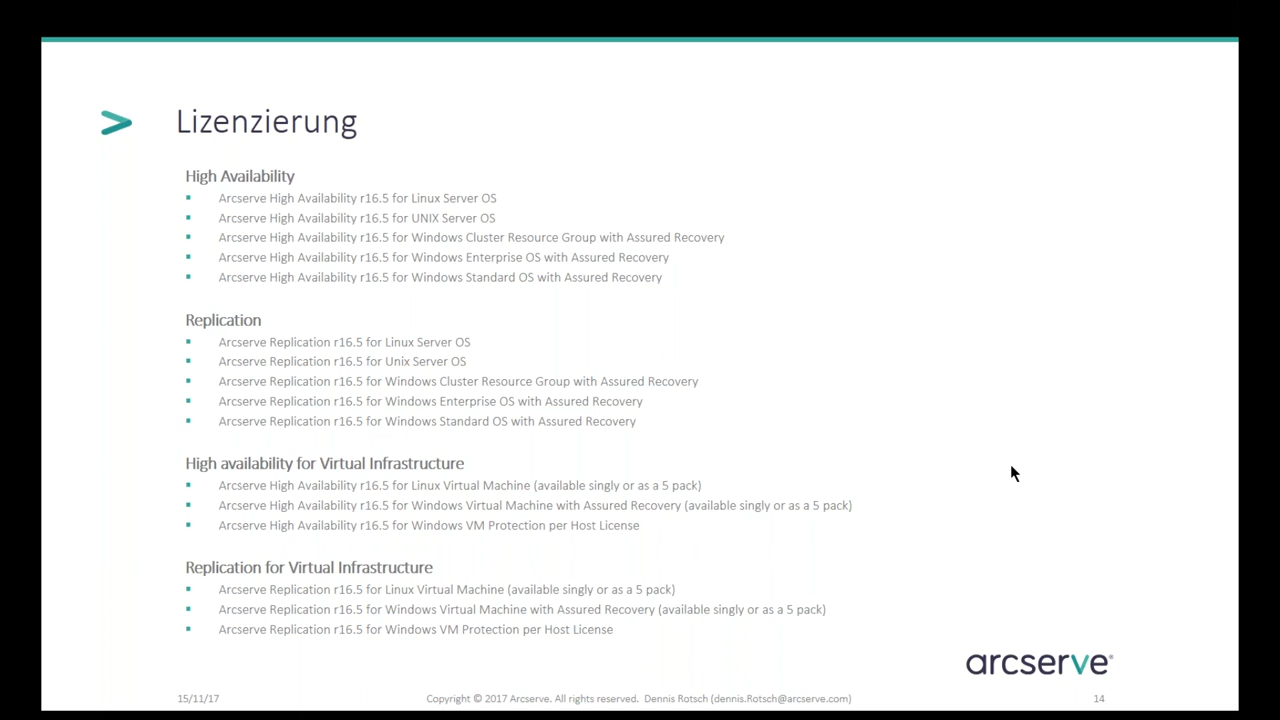 Lizenzierung
High Availability
Arcserve High Availability r16.5 for Linux Server OS
Arcserve High Availability r16.5 for UNIX Server OS
Arcserve High Availability r16.5 for Windows Cluster Resource Group with Assured Recovery
Arcserve High Availability r16.5 for Windows Enterprise OS with Assured Recovery
Arcserve High Availability r16.5 for Windows Standard OS with Assured Recovery
Replication
Arcserve Replication r16.5 for Linux Server OS
Arcserve Replication r16.5 for Unix Server OS
Arcserve Replication r16.5 for Windows Cluster Resource Group with Assured Recovery
Arcserve Replication r16.5 for Windows Enterprise OS with Assured Recovery
Arcserve Replication r16.5 for Windows Standard OS with Assured Recovery
High availability for Virtual Infrastructure
Arcserve High Availability r16.5 for Linux Virtual Machine (available singly or as a 5 pack)
Arcserve High Availability r16.5 for Windows Virtual Machine with Assured Recovery (available singly or as a 5 pack)
Arcserve High Availability r16.5 for Windows VM Protection per Host License
Replication for Virtual Infrastructure
Arcserve Replication r16.5 for Linux Virtual Machine (available singly or as a 5 pack)
Arcserve Replication r16.5 for Windows Virtual Machine with Assured Recovery (available singly or as a 5 pack)
Arcserve Replication r16.5 for Windows VM Protection per Host License
arcserve®
15/11/17 Copyright © 2017 Arcserve. All rights reserved. Dennis Rotsch (dennis.Rotsch@arcserve.com) 14